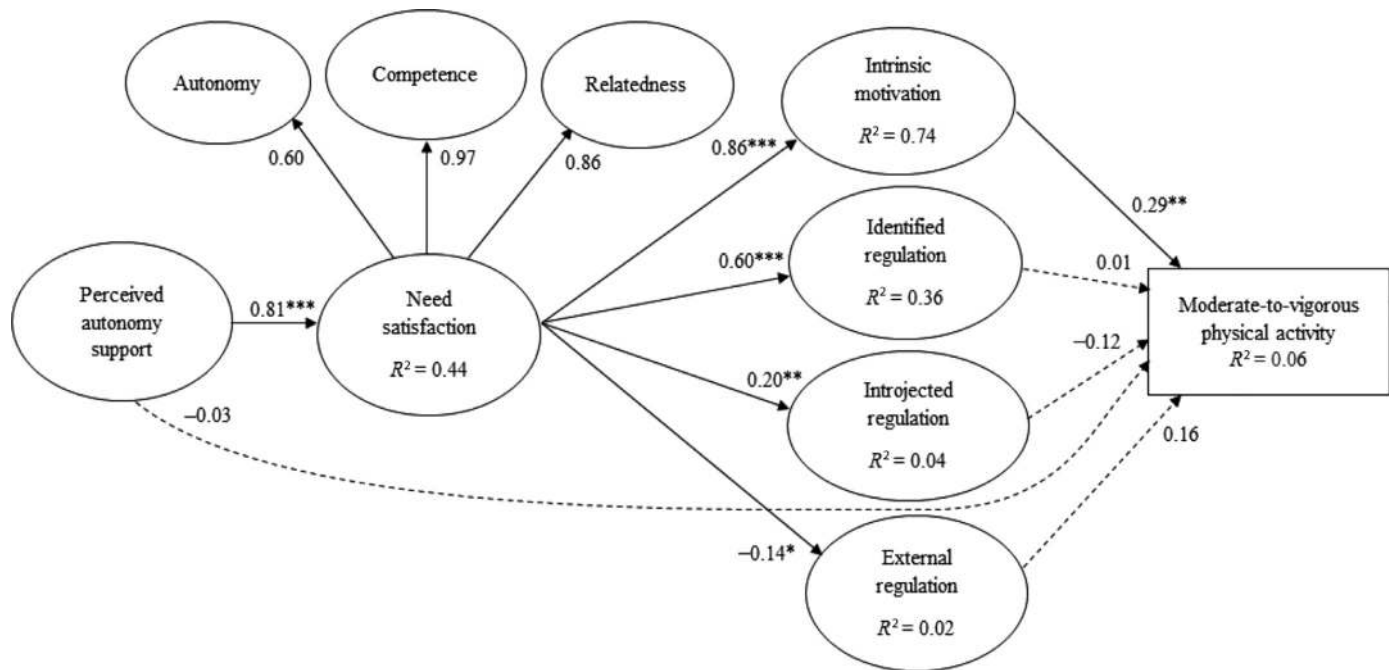 Autonomy
Competence
Relatedness
0.60
0.97
0.86
Perceived
autonomy
support
0.81***
Need
satisfaction
R² = 0.44
0.86***
0.60***
0.20**
−0.14*
−0.03
Intrinsic
motivation
R² = 0.74
Identified
regulation
R² = 0.36
Introjected
regulation
R² = 0.04
External
regulation
R² = 0.02
0.29**
0.01
−0.12
0.16
Moderate-to-vigorous
physical activity
R² = 0.06